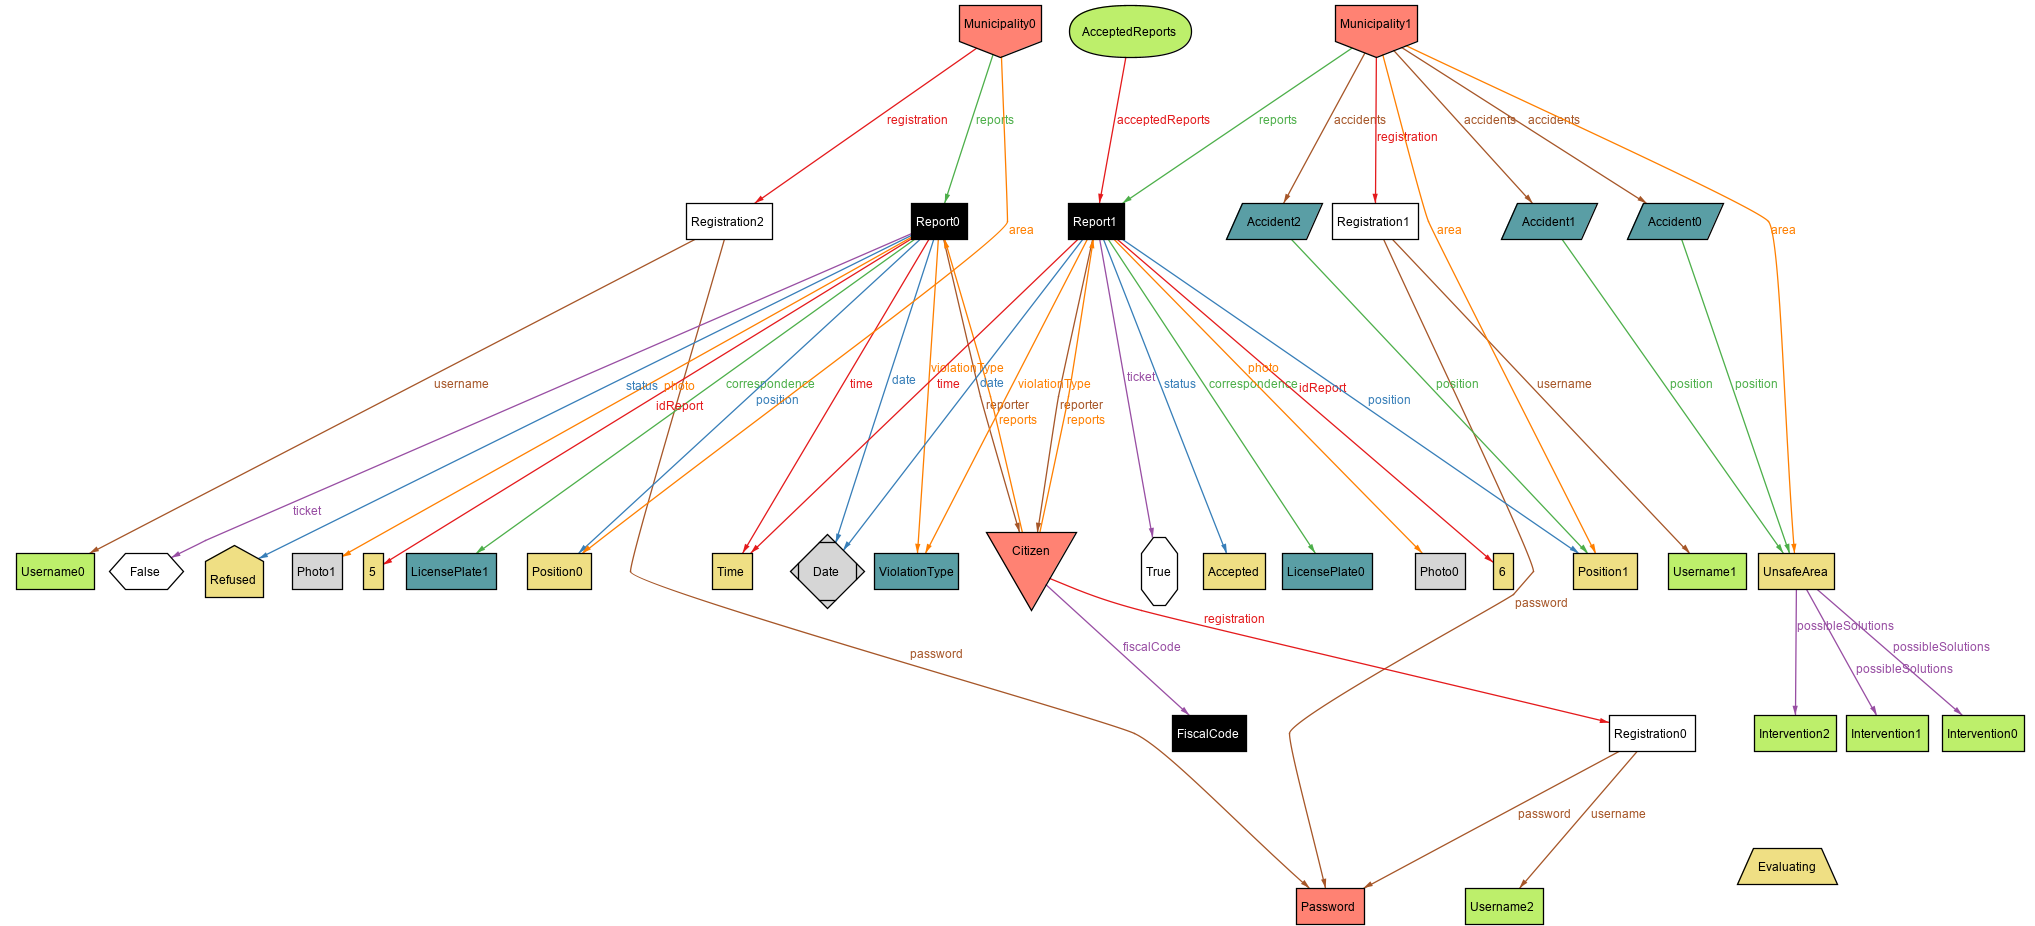 Municipality0
AcceptedReports
Municipality1
registration
reports
acceptedReports
reports
accidents
registration
accidents
accidents
Registration2
Report0
area
Report1
Accident2
Registration1
area
Accident1
Accident0
area
username
status
photo
idReport
correspondence
position
time
date
violationType
time
date
reporter
reports
violationType
reporter
reports
ticket
status
correspondence
photo
idReport
position
position
username
position
position
ticket
Username0
False
Refused
Photo1
5
LicensePlate1
Position0
Time
Date
ViolationType
Citizen
True
Accepted
LicensePlate0
Photo0
6
Position1
Username1
UnsafeArea
password
fiscalCode
registration
password
possibleSolutions
possibleSolutions
possibleSolutions
FiscalCode
Registration0
Intervention2
Intervention1
Intervention0
password
username
Evaluating
Password
Username2